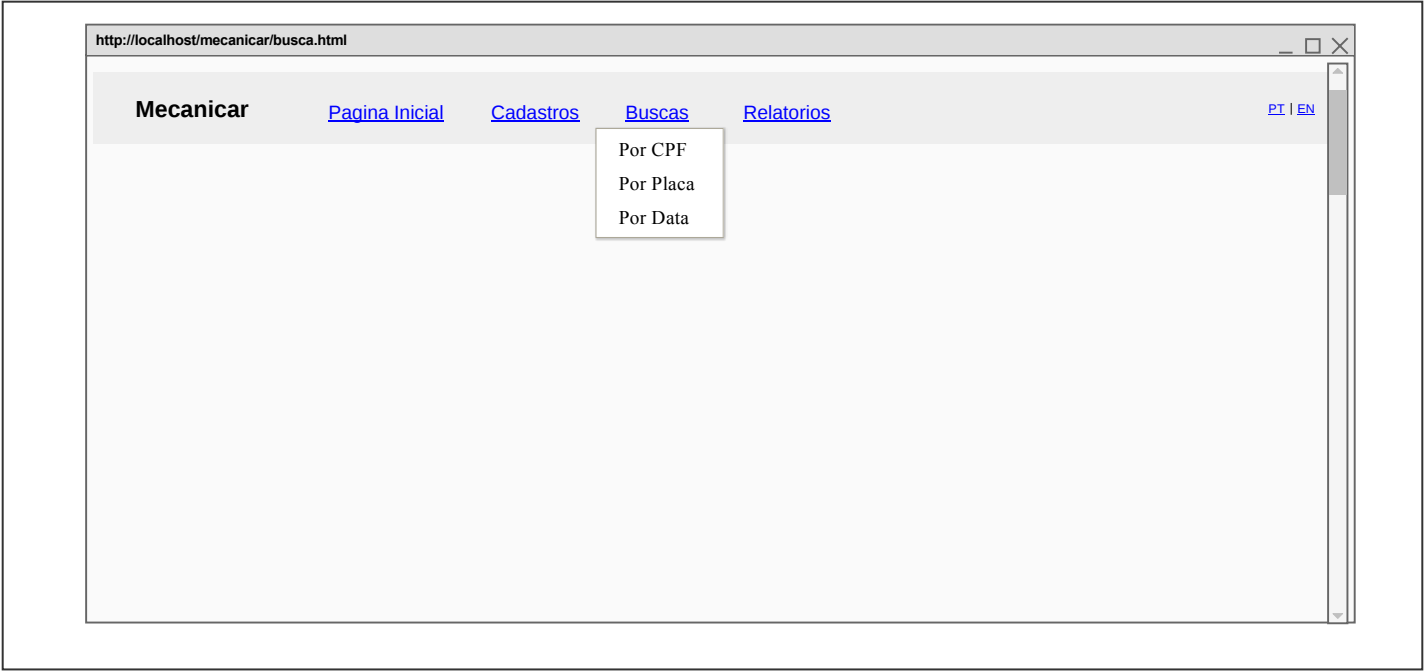 http://localhost/mecanicar/busca.html
Mecanicar Pagina Inicial Cadastros Buscas Relatorios PT | EN
Por CPF
Por Placa
Por Data